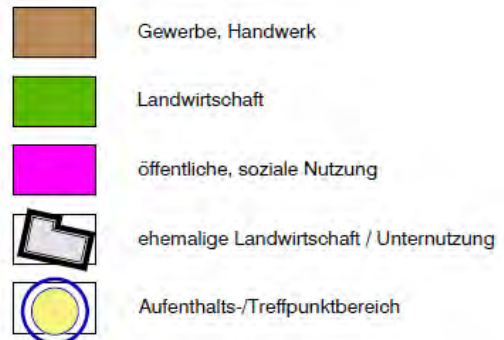 Gewerbe, Handwerk
Landwirtschaft
öffentliche, soziale Nutzung
ehemalige Landwirtschaft / Unternutzung
Aufenthalts-/Treffpunktbereich